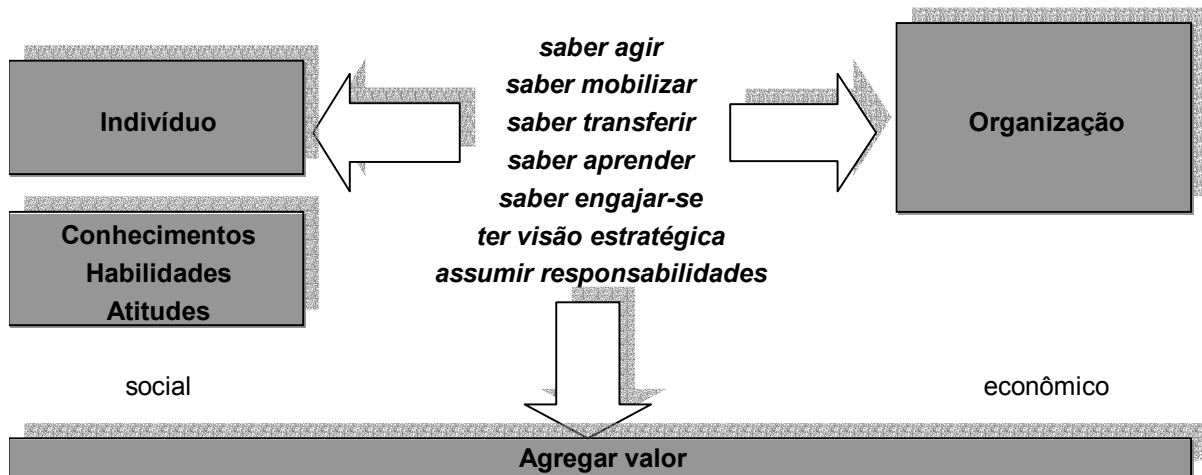 saber agir
saber mobilizar
saber transferir
saber aprender
saber engajar-se
ter visão estratégica
assumir responsabilidades
Indivíduo
Organização
Conhecimentos
Habilidades
Atitudes
social
econômico
Agregar valor